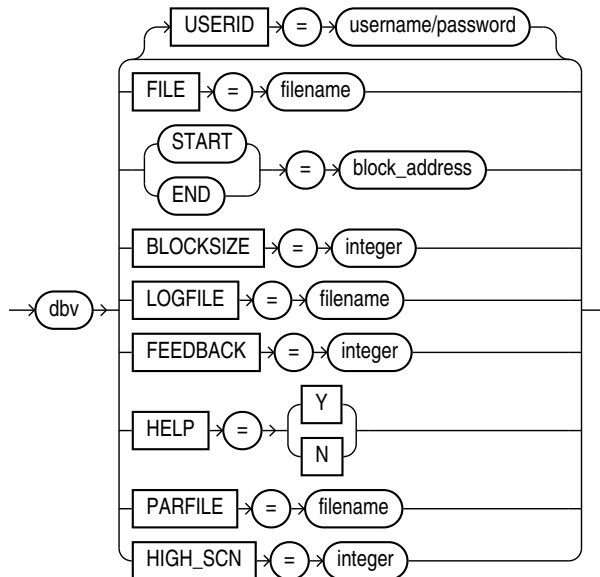 USERID = username/password
FILE = filename
START
= block_address
END
BLOCKSIZE = integer
LOGFILE = filename
dbv
FEEDBACK = integer
Y
HELP =
N
PARFILE = filename
HIGH_SCN = integer